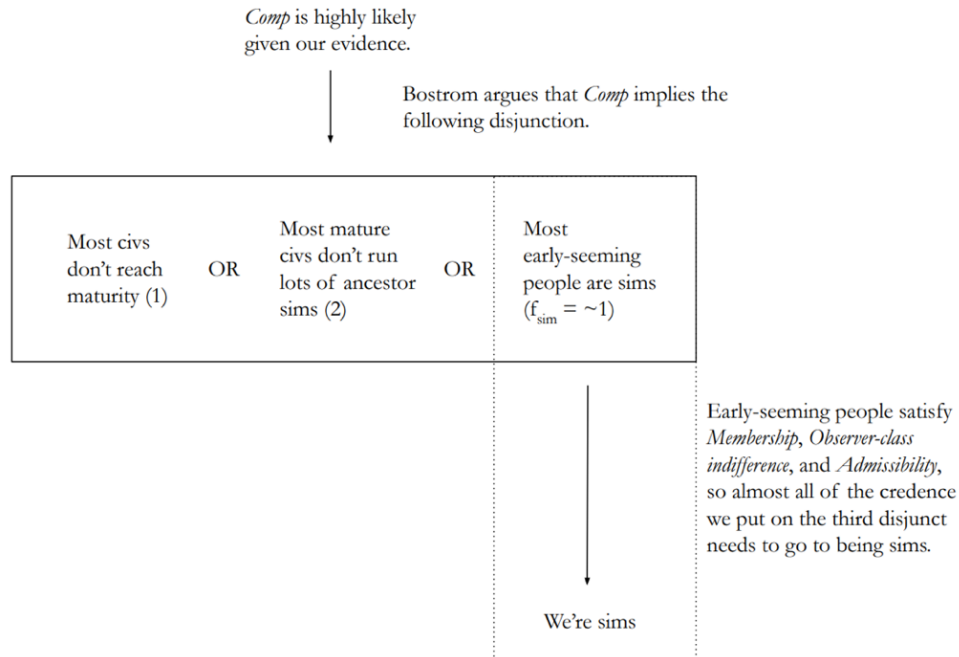 Comp is highly likely
given our evidence.
Bostrom argues that Comp implies the
following disjunction.
Most civs
don't reach
maturity (1)
OR
Most mature
civs don't run
lots of ancestor
sims (2)
OR
Most
early-seeming
people are sims
(f_sim = ~1)
Early-seeming people satisfy
Membership, Observer-class
indifference, and Admissibility,
so almost all of the credence
we put on the third disjunct
needs to go to being sims.
We're sims